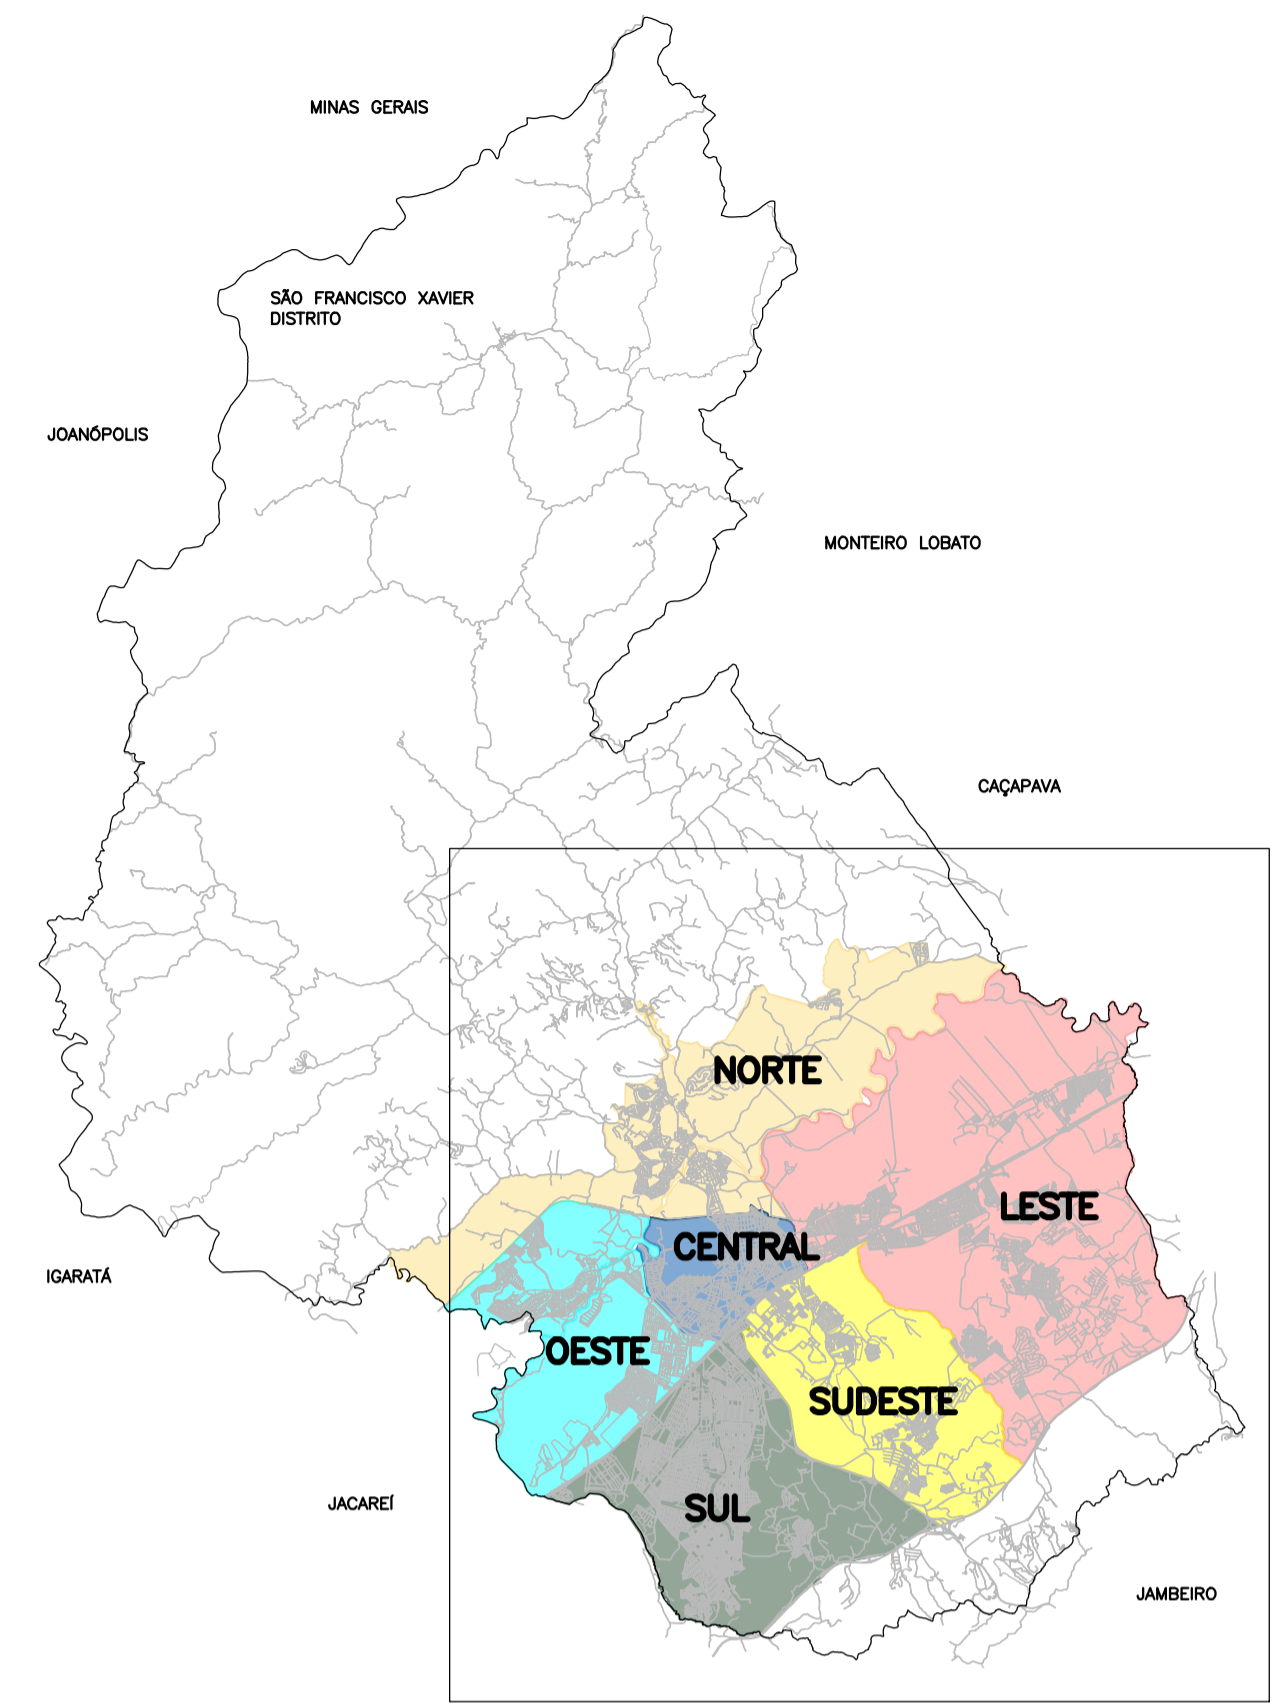 MINAS GERAIS
SÃO FRANCISCO XAVIER
DISTRITO
JOANÓPOLIS
MONTEIRO LOBATO
CAÇAPAVA
NORTE
LESTE
CENTRAL
IGARATÁ
OESTE
SUDESTE
JACAREÍ
SUL
JAMBEIRO